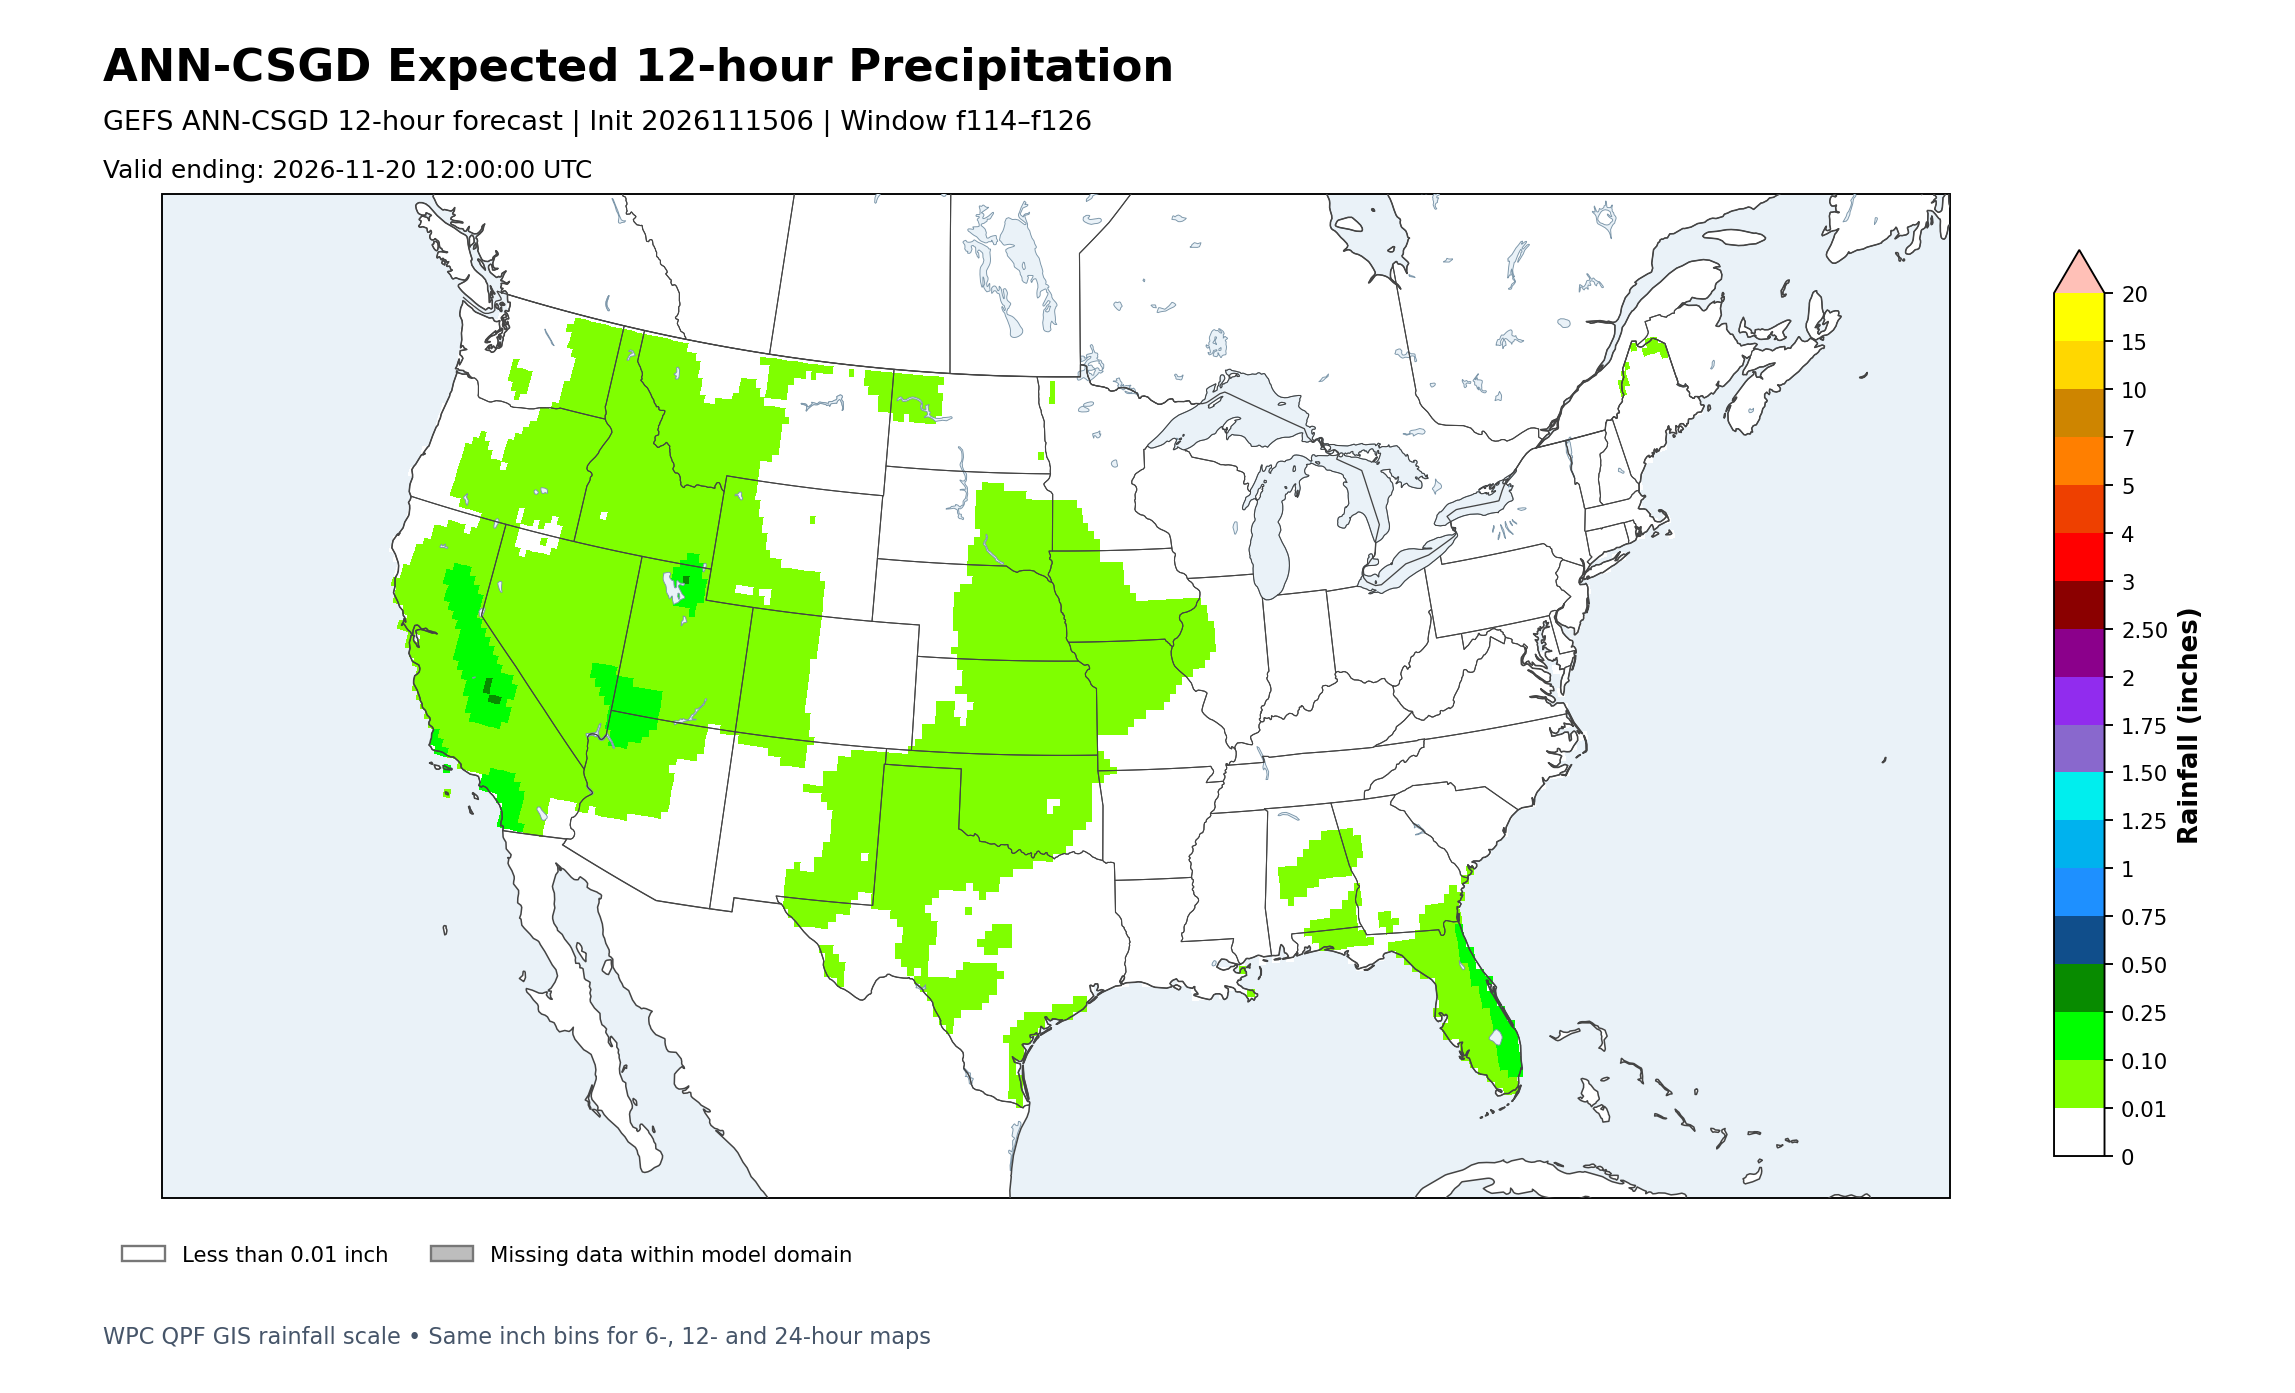 ANN-CSGD Expected 12-hour Precipitation
GEFS ANN-CSGD 12-hour forecast | Init 2026111506 | Window f114–f126
Valid ending: 2026-11-20 12:00:00 UTC
20
15
10
7
5
4
3
2.50
2
1.75
1.50
1.25
1
0.75
0.50
0.25
0.10
0.01
0
Rainfall (inches)
Less than 0.01 inch
Missing data within model domain
WPC QPF GIS rainfall scale • Same inch bins for 6-, 12- and 24-hour maps